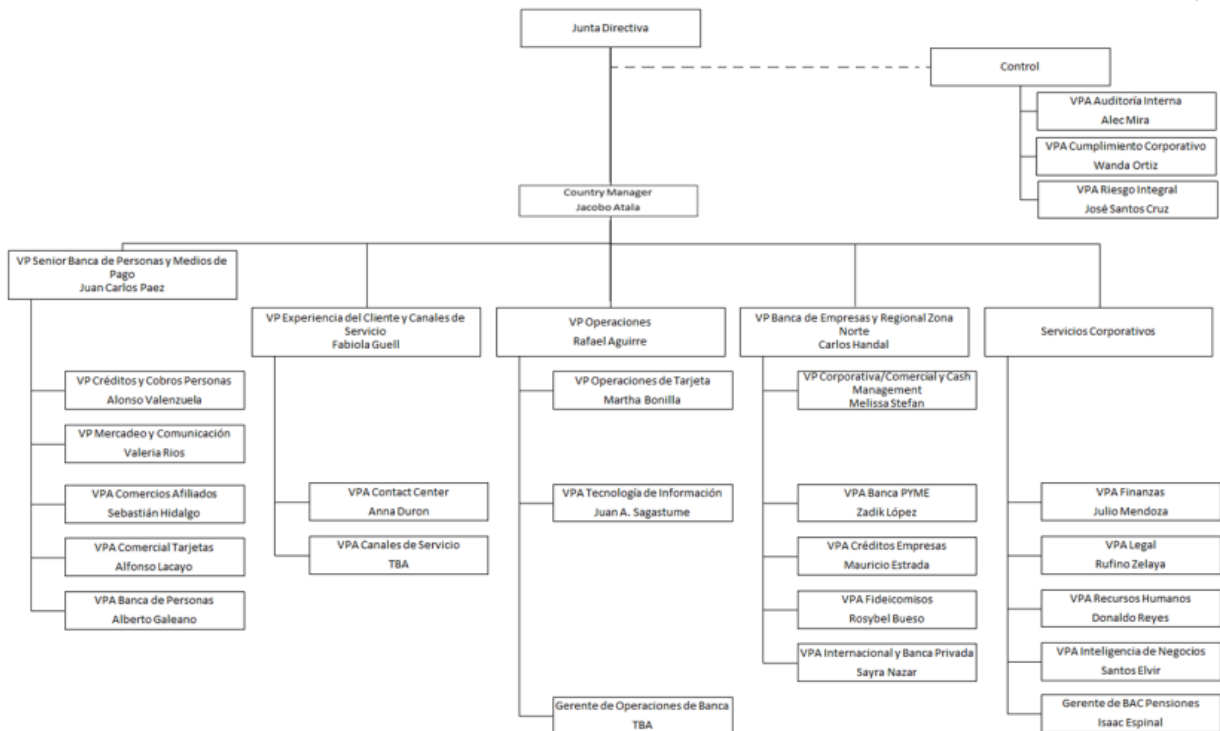 Junta Directiva
Control
VPA Auditoría Interna
Alec Mira
VPA Cumplimiento Corporativo
Wanda Ortiz
VPA Riesgo Integral
José Santos Cruz
Country Manager
Jacobo Atala
VP Senior Banca de Personas y Medios de
Pago
Juan Carlos Paez
VP Créditos y Cobros Personas
Alonso Valenzuela
VP Mercadeo y Comunicación
Valeria Rios
VPA Comercios Afiliados
Sebastián Hidalgo
VPA Comercial Tarjetas
Alfonso Lacayo
VPA Banca de Personas
Alberto Galeano
VP Experiencia del Cliente y Canales de
Servicio
Fabiola Guell
VPA Contact Center
Anna Duron
VPA Canales de Servicio
TBA
VP Operaciones
Rafael Aguirre
VP Operaciones de Tarjeta
Martha Bonilla
VPA Tecnología de Información
Juan A. Sagastume
Gerente de Operaciones de Banca
TBA
VP Banca de Empresas y Regional Zona
Norte
Carlos Handal
VP Corporativa/Comercial y Cash
Management
Melissa Stefan
VPA Banca PYME
Zadik López
VPA Créditos Empresas
Mauricio Estrada
VPA Fideicomisos
Rosybel Bueso
VPA Internacional y Banca Privada
Sayra Nazar
Servicios Corporativos
VPA Finanzas
Julio Mendoza
VPA Legal
Rufino Zelaya
VPA Recursos Humanos
Donaldo Reyes
VPA Inteligencia de Negocios
Santos Elvir
Gerente de BAC Pensiones
Isaac Espinal